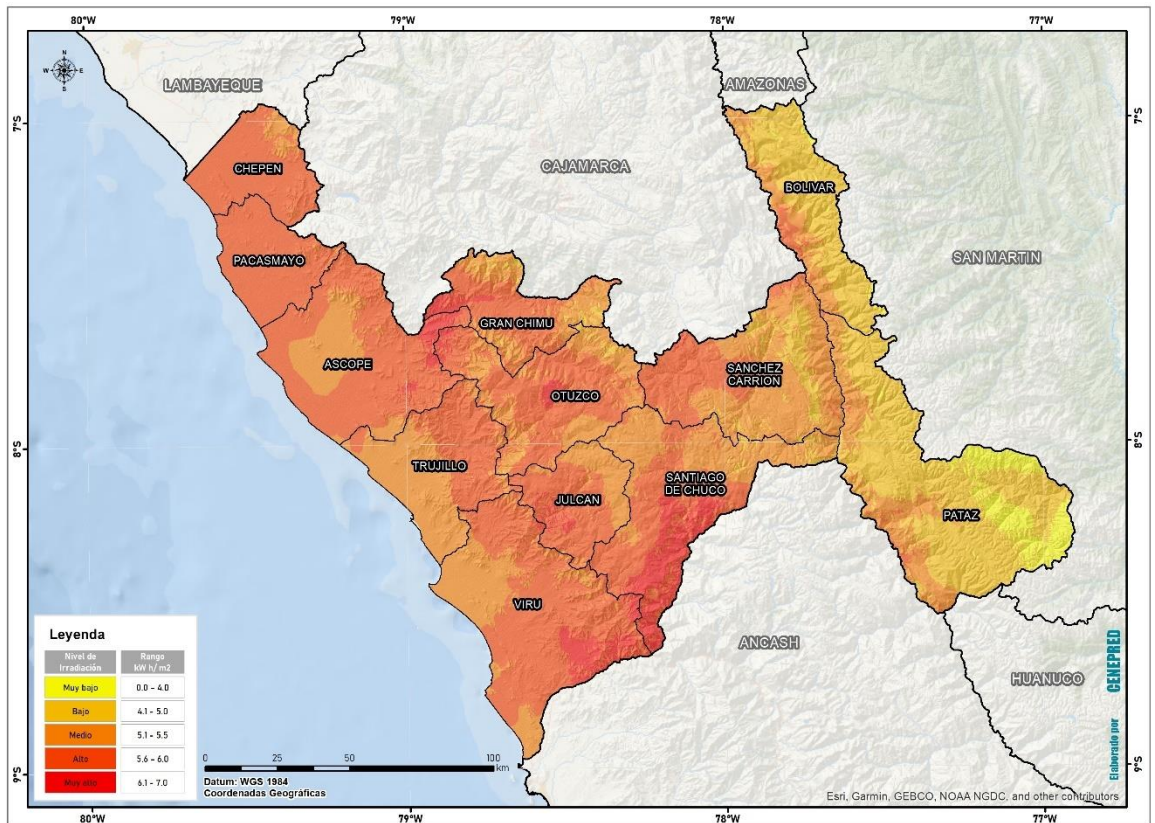 80°W
79°W
78°W
77°W
N
W
E
S
LAMBAYEQUE
AMAZONAS
7°S
7°S
CHEPEN
CAJAMARCA
BOLIVAR
PACASMAYO
SAN MARTIN
GRAN CHIMU
ASCOPE
SANCHEZ
CARRION
OTUZCO
8°S
8°S
TRUJILLO
SANTIAGO
DE CHUCO
JULCAN
PATAZ
VIRU
ANCASH
HUANUCO
Leyenda
Nivel de
Irradiación
Rango
kW h/ m2
Muy bajo
0.0 - 4.0
Bajo
4.1 - 5.0
Medio
5.1 - 5.5
Alto
5.6 - 6.0
Muy alto
6.1 - 7.0
0
25
50
100
km
Datum: WGS 1984
Coordenadas Geográficas
Elaborado por CENEPRED
9°S
9°S
Esri, Garmin, GEBCO, NOAA NGDC, and other contributors
80°W
79°W
78°W
77°W